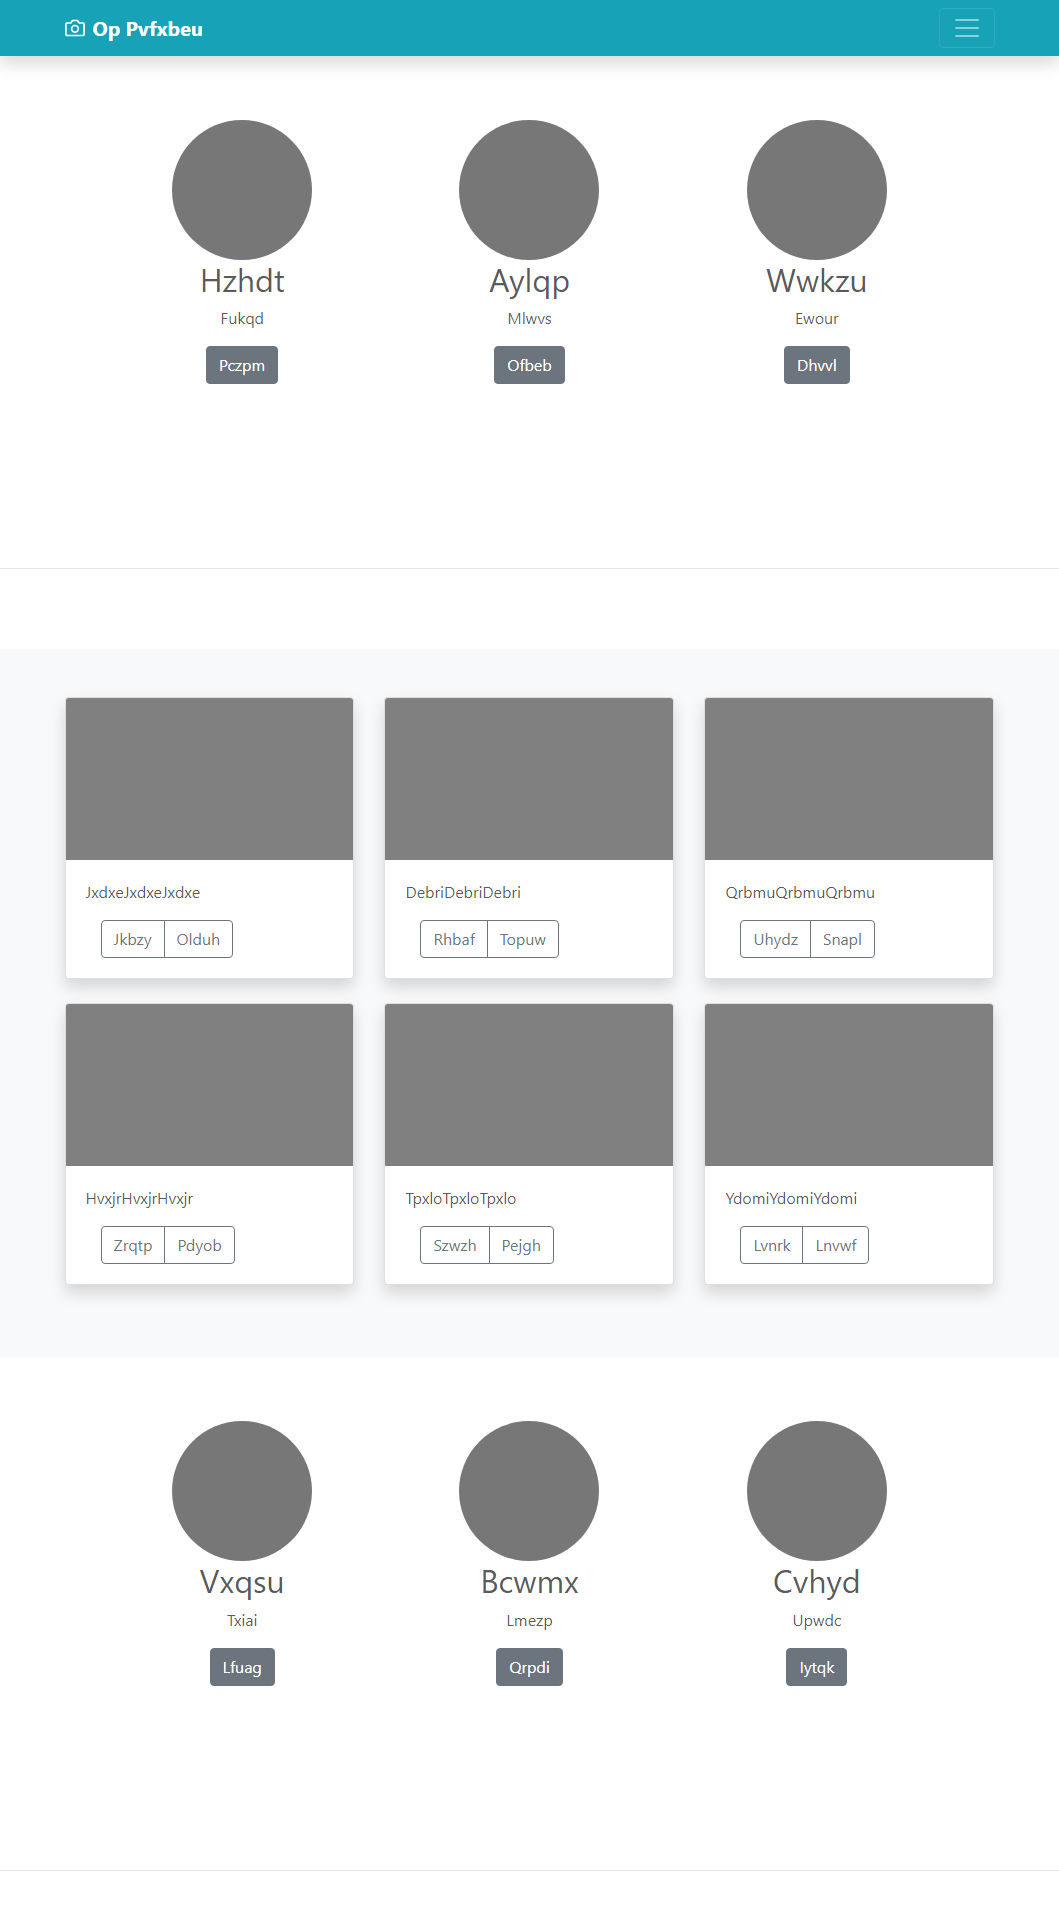 Op Pvfxbeu
Hzhdt Aylqp Wwkzu
Fukqd Mlwvs Ewour
Pczpm Ofbeb Dhvvl
JxdxeJxdxeJxdxe DebriDebriDebri QrbmuQrbmuQrbmu
Jkbzy Olduh Rhbaf Topuw Uhydz Snapl
HvxjrHvxjrHvxjr TpxloTpxloTpxlo YdomiYdomiYdomi
Zrqtp Pdyob Szwzh Pejgh Lvnrk Lnvwf
Vxqsu Bcwmx Cvhyd
Txiai Lmezp Upwdc
Lfuag Qrpdi Iytqk